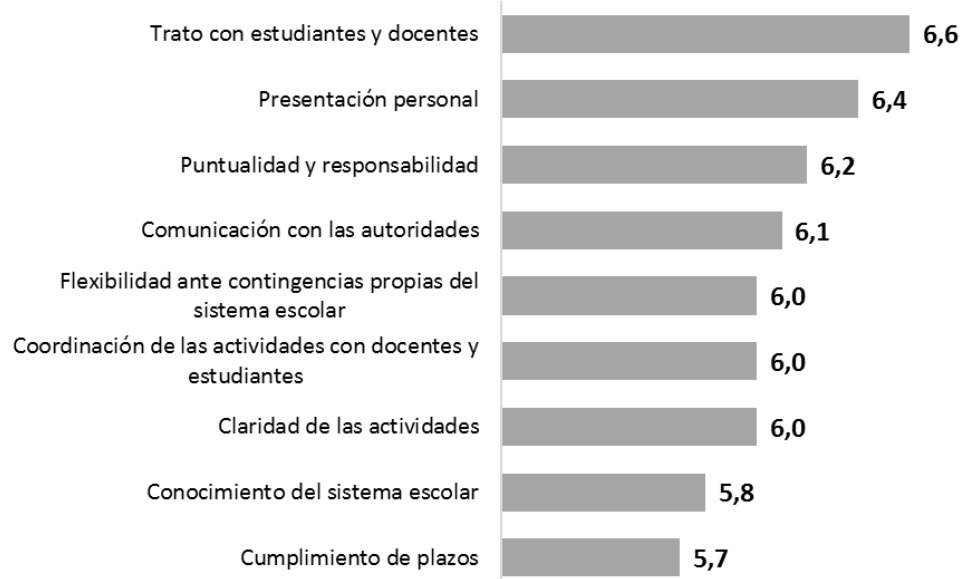 Trato con estudiantes y docentes 6,6
Presentación personal 6,4
Puntualidad y responsabilidad 6,2
Comunicación con las autoridades 6,1
Flexibilidad ante contingencias propias del
sistema escolar 6,0
Coordinación de las actividades con docentes y
estudiantes 6,0
Claridad de las actividades 6,0
Conocimiento del sistema escolar 5,8
Cumplimiento de plazos 5,7